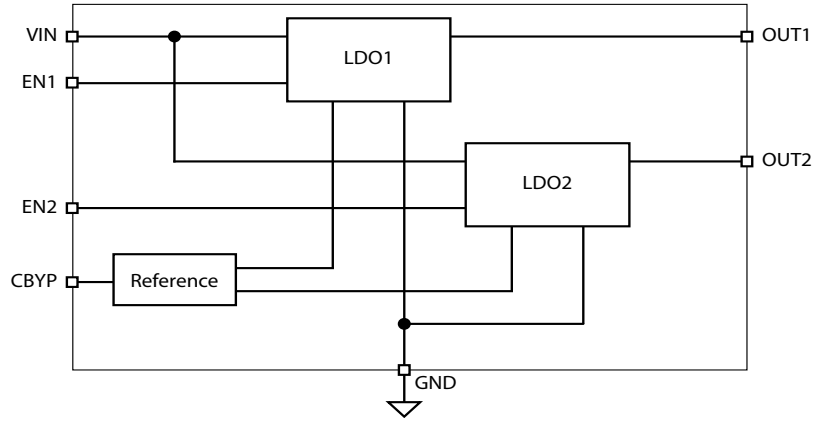 VIN
OUT1
LDO1
EN1
OUT2
LDO2
EN2
CBYP
Reference
GND